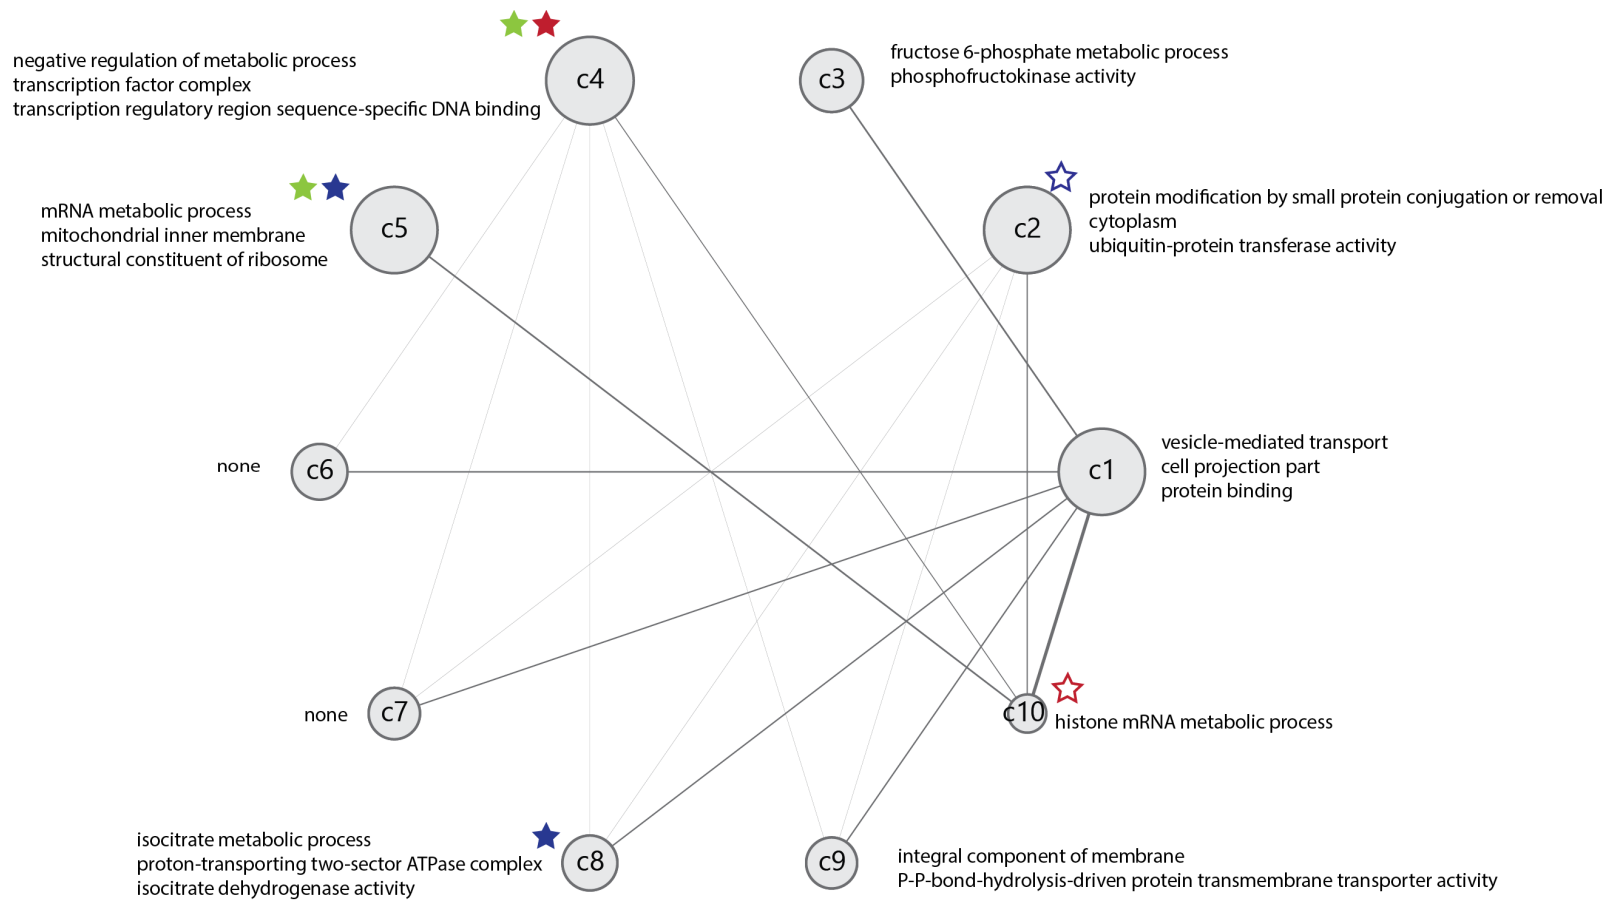 negative regulation of metabolic process
transcription factor complex
transcription regulatory region sequence-specific DNA binding
c4
c3
fructose 6-phosphate metabolic process
phosphofructokinase activity
mRNA metabolic process
mitochondrial inner membrane
structural constituent of ribosome
c5
c2
protein modification by small protein conjugation or removal
cytoplasm
ubiquitin-protein transferase activity
none
c6
c1
vesicle-mediated transport
cell projection part
protein binding
none
c7
c10
histone mRNA metabolic process
isocitrate metabolic process
proton-transporting two-sector ATPase complex
isocitrate dehydrogenase activity
c8
c9
integral component of membrane
P-P-bond-hydrolysis-driven protein transmembrane transporter activity